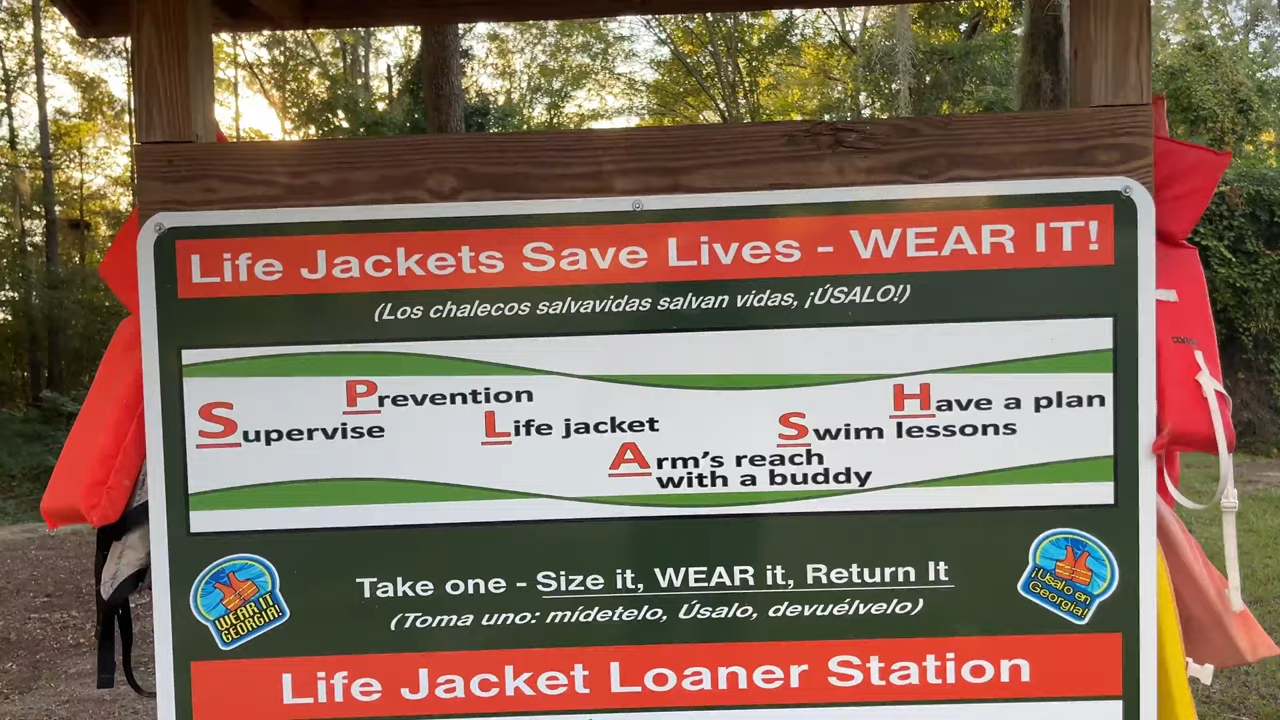 Life Jackets Save Lives - WEAR IT!
(Los chalecos salvavidas salvan vidas, ¡ÚSALO!)
Supervise
Prevention
Life jacket
Arm's reach
with a buddy
Swim lessons
Have a plan
Take one - Size it, WEAR it, Return It
(Toma uno: mídetelo, Úsalo, devuélvelo)
WEAR IT
GEORGIA!
¡Úsalo en
Georgia!
Life Jacket Loaner Station